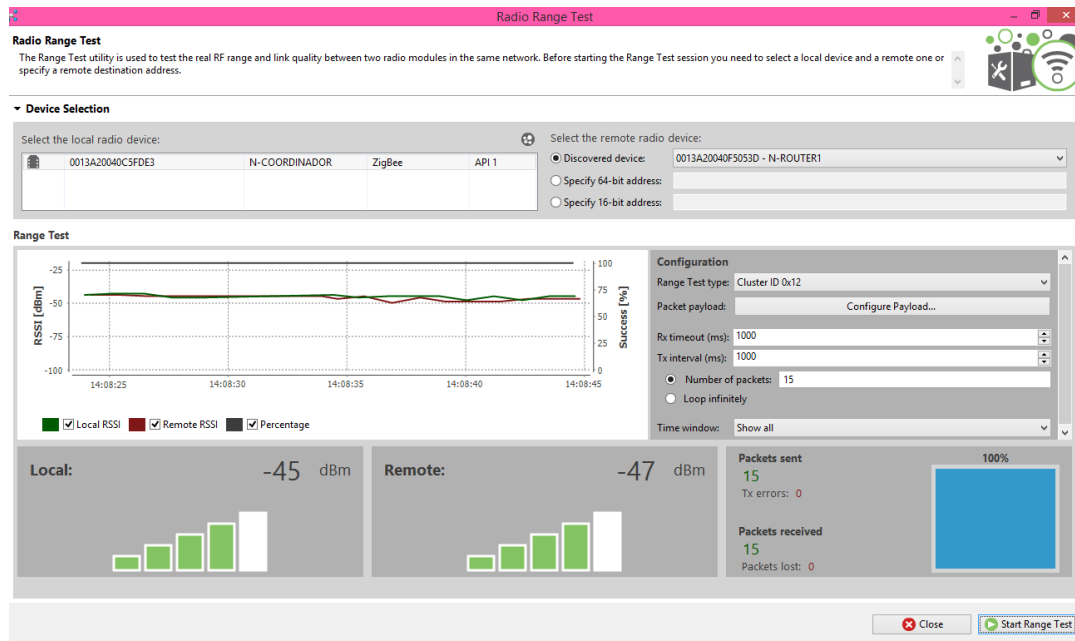 Radio Range Test
Radio Range Test
The Range Test utility is used to test the real RF range and link quality between two radio modules in the same network. Before starting the Range Test session you need to select a local device and a remote one or
specify a remote destination address.
Device Selection
Select the local radio device:
0013A20040C5FDE3 N-COORDINADOR ZigBee API 1
Select the remote radio device:
Discovered device: 0013A20040F5053D - N-ROUTER1
Specify 64-bit address:
Specify 16-bit address:
Range Test
RSSI [dBm]
-25
-50
-75
-100
100
75
50
25
0
Success [%]
14:08:25 14:08:30 14:08:35 14:08:40 14:08:45
Local RSSI Remote RSSI Percentage
Configuration
Range Test type: Cluster ID 0x12
Packet payload: Configure Payload...
Rx timeout (ms): 1000
Tx interval (ms): 1000
Number of packets: 15
Loop infinitely
Time window: Show all
Local: -45 dBm
Remote: -47 dBm
Packets sent
15
Tx errors: 0
Packets received
15
Packets lost: 0
100%
Close
Start Range Test